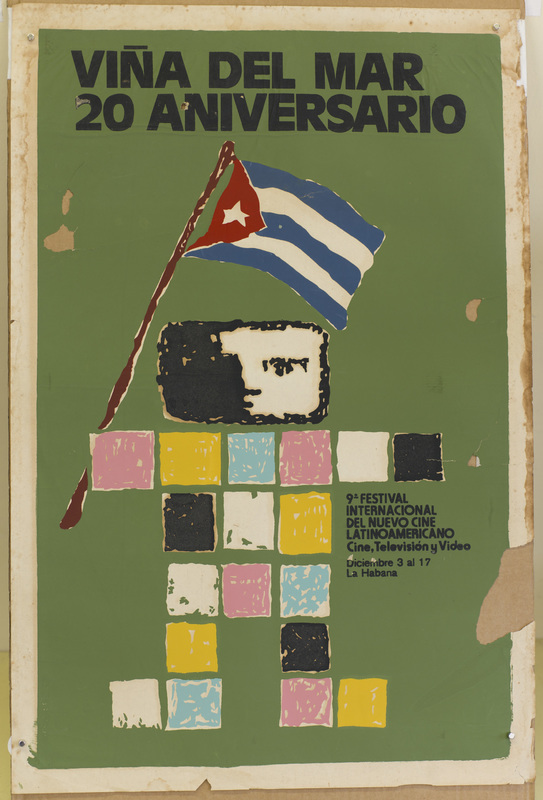 VIÑA DEL MAR
20 ANIVERSARIO
9ª FESTIVAL
INTERNACIONAL
DEL NUEVO CINE
LATINOAMERICANO
Cine, Televisión y Video
Diciembre 3 al 17
La Habana